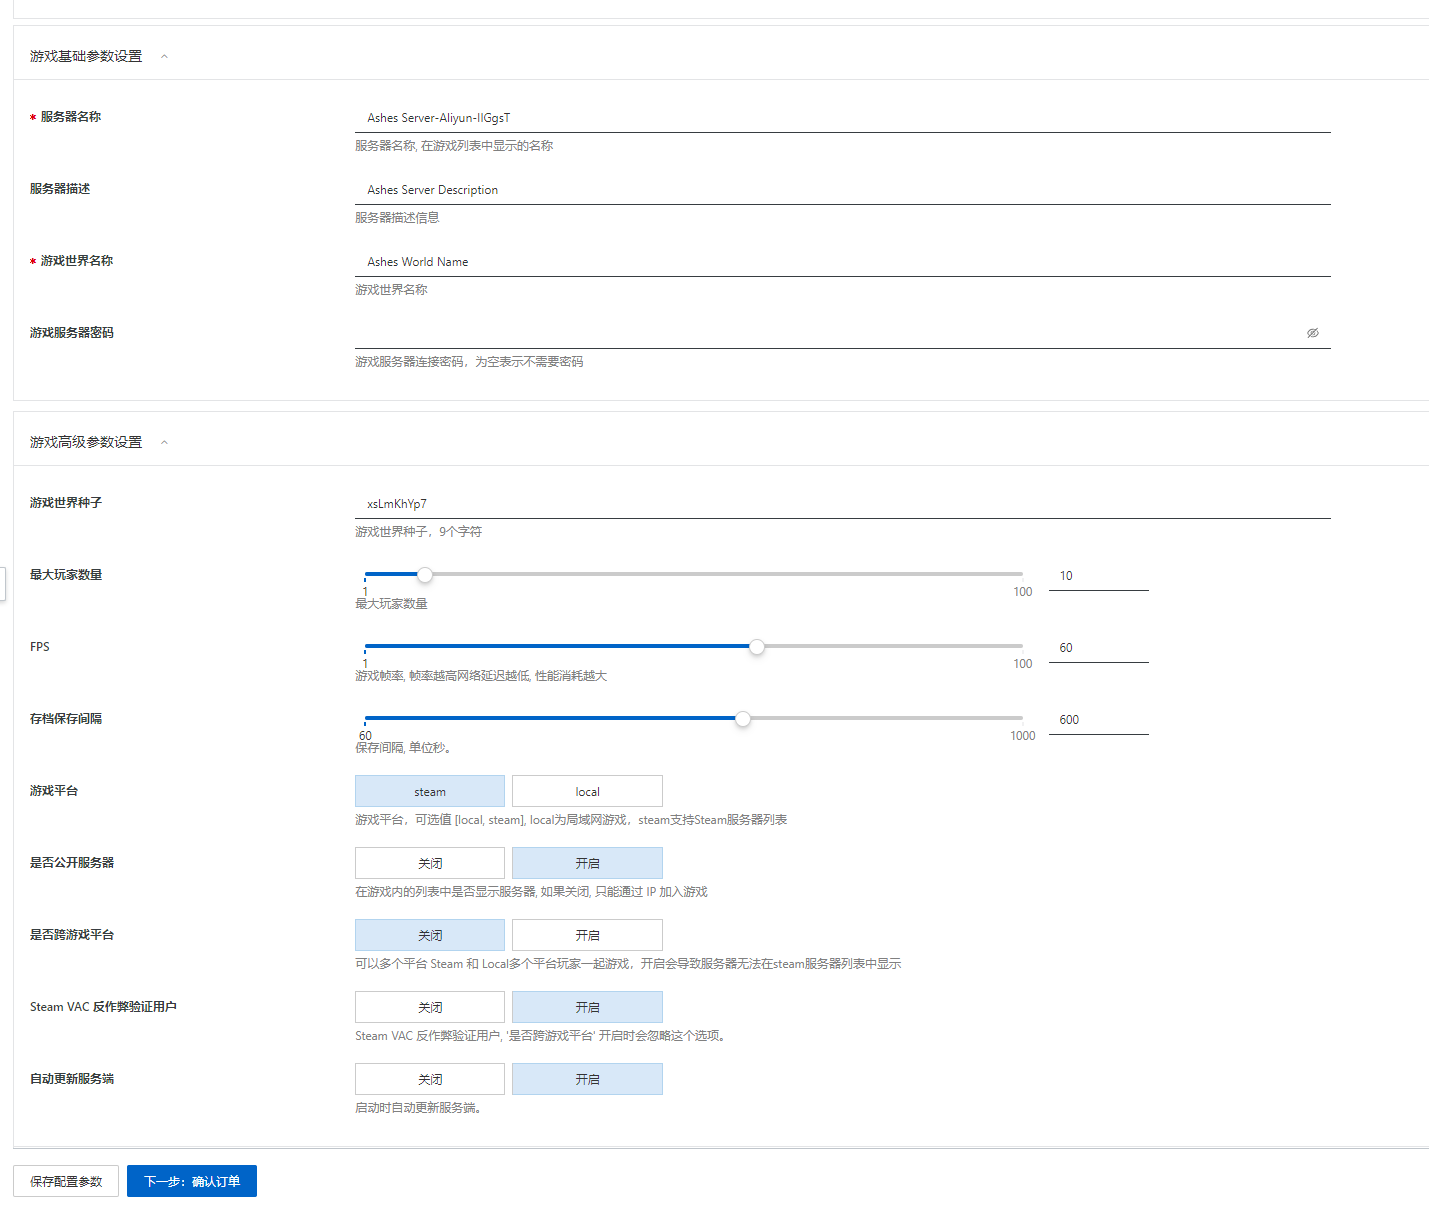 游戏基础参数设置
* 服务器名称
Ashes Server-Aliyun-IIGgsT
服务器名称, 在游戏列表中显示的名称
服务器描述
Ashes Server Description
服务器描述信息
* 游戏世界名称
Ashes World Name
游戏世界名称
游戏服务器密码
游戏服务器连接密码，为空表示不需要密码
游戏高级参数设置
游戏世界种子
xsLmKhYp7
游戏世界种子，9个字符
最大玩家数量
10
1
100
最大玩家数量
FPS
60
1
100
游戏帧率, 帧率越高网络延迟越低, 性能消耗越大
存档保存间隔
600
60
1000
保存间隔, 单位秒。
游戏平台
steam
local
游戏平台，可选值 [local, steam], local为局域网游戏，steam支持Steam服务器列表
是否公开服务器
关闭
开启
在游戏内的列表中是否显示服务器, 如果关闭, 只能通过 IP 加入游戏
是否跨游戏平台
关闭
开启
可以多个平台 Steam 和 Local多个平台玩家一起游戏，开启会导致服务器无法在steam服务器列表中显示
Steam VAC 反作弊验证用户
关闭
开启
Steam VAC 反作弊验证用户, '是否跨游戏平台' 开启时会忽略这个选项。
自动更新服务端
关闭
开启
启动时自动更新服务端。
保存配置参数
下一步：确认订单